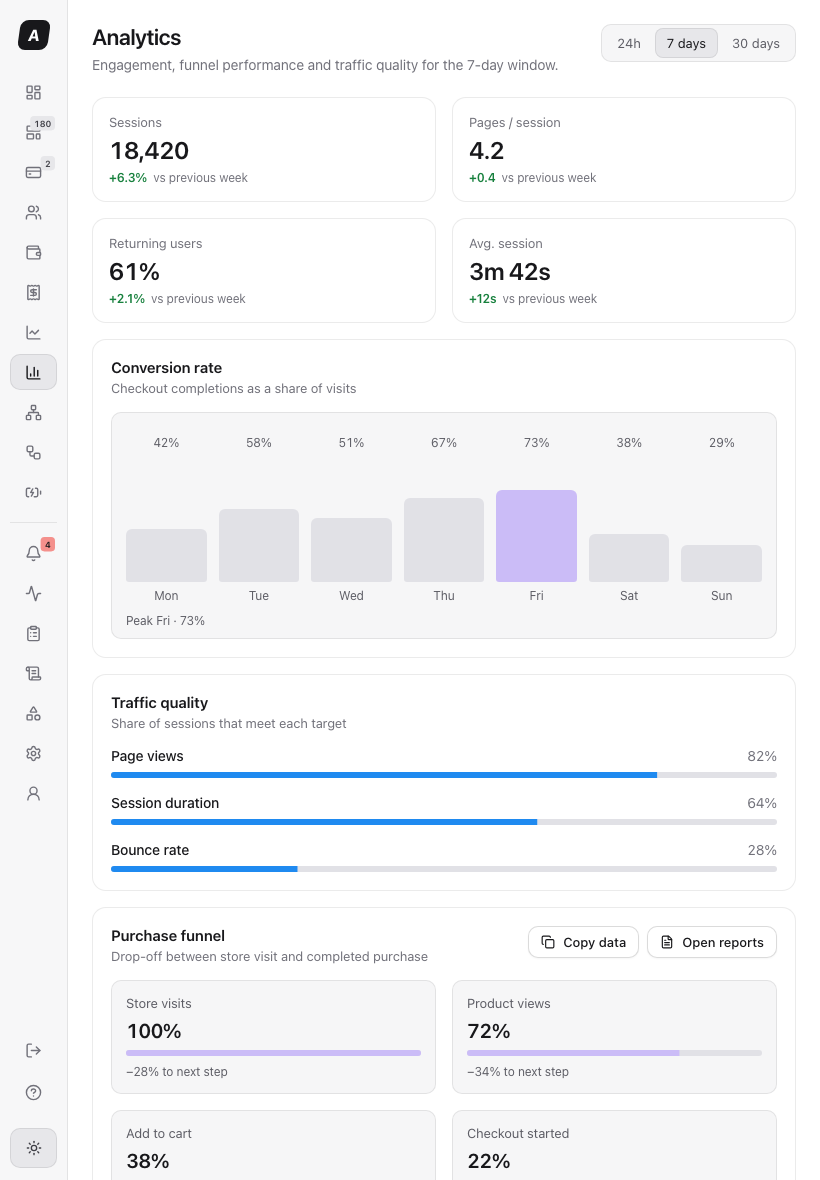 A
180
2
4
Analytics
Engagement, funnel performance and traffic quality for the 7-day window.
24h 7 days 30 days
Sessions
18,420
+6.3% vs previous week
Pages / session
4.2
+0.4 vs previous week
Returning users
61%
+2.1% vs previous week
Avg. session
3m 42s
+12s vs previous week
Conversion rate
Checkout completions as a share of visits
42% 58% 51% 67% 73% 38% 29%
Mon Tue Wed Thu Fri Sat Sun
Peak Fri · 73%
Traffic quality
Share of sessions that meet each target
Page views 82%
Session duration 64%
Bounce rate 28%
Purchase funnel
Drop-off between store visit and completed purchase
Copy data Open reports
Store visits
100%
−28% to next step
Product views
72%
−34% to next step
Add to cart
38%
Checkout started
22%